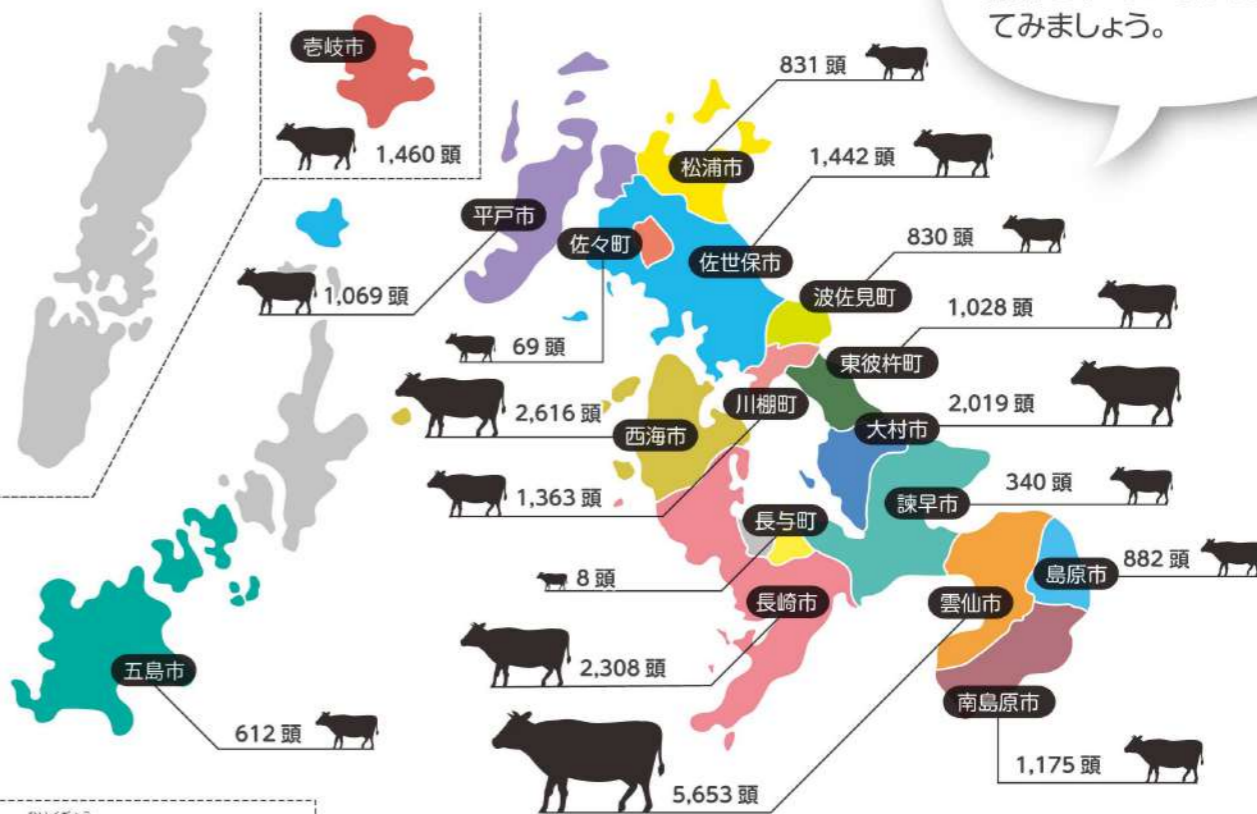 てみましょう。
壱岐市
1,460 頭
831 頭
松浦市
1,442 頭
平戸市
1,069 頭
佐々町
69 頭
佐世保市
830 頭
波佐見町
1,028 頭
東彼杵町
2,616 頭
西海市
川棚町
1,363 頭
2,019 頭
大村市
340 頭
諫早市
長与町
8 頭
882 頭
島原市
長崎市
2,308 頭
雲仙市
5,653 頭
五島市
612 頭
南島原市
1,175 頭